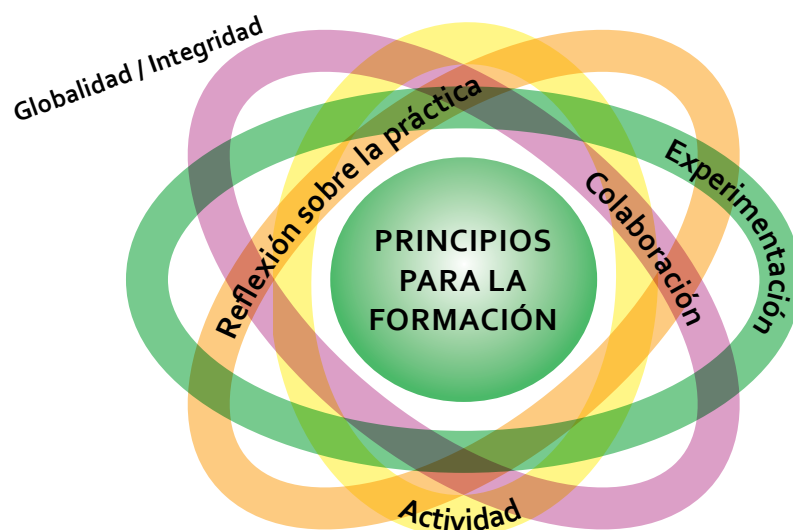 Globalidad / Integridad
Reflexión sobre la práctica
Experimentación
Colaboración
PRINCIPIOS
PARA LA
FORMACIÓN
Actividad